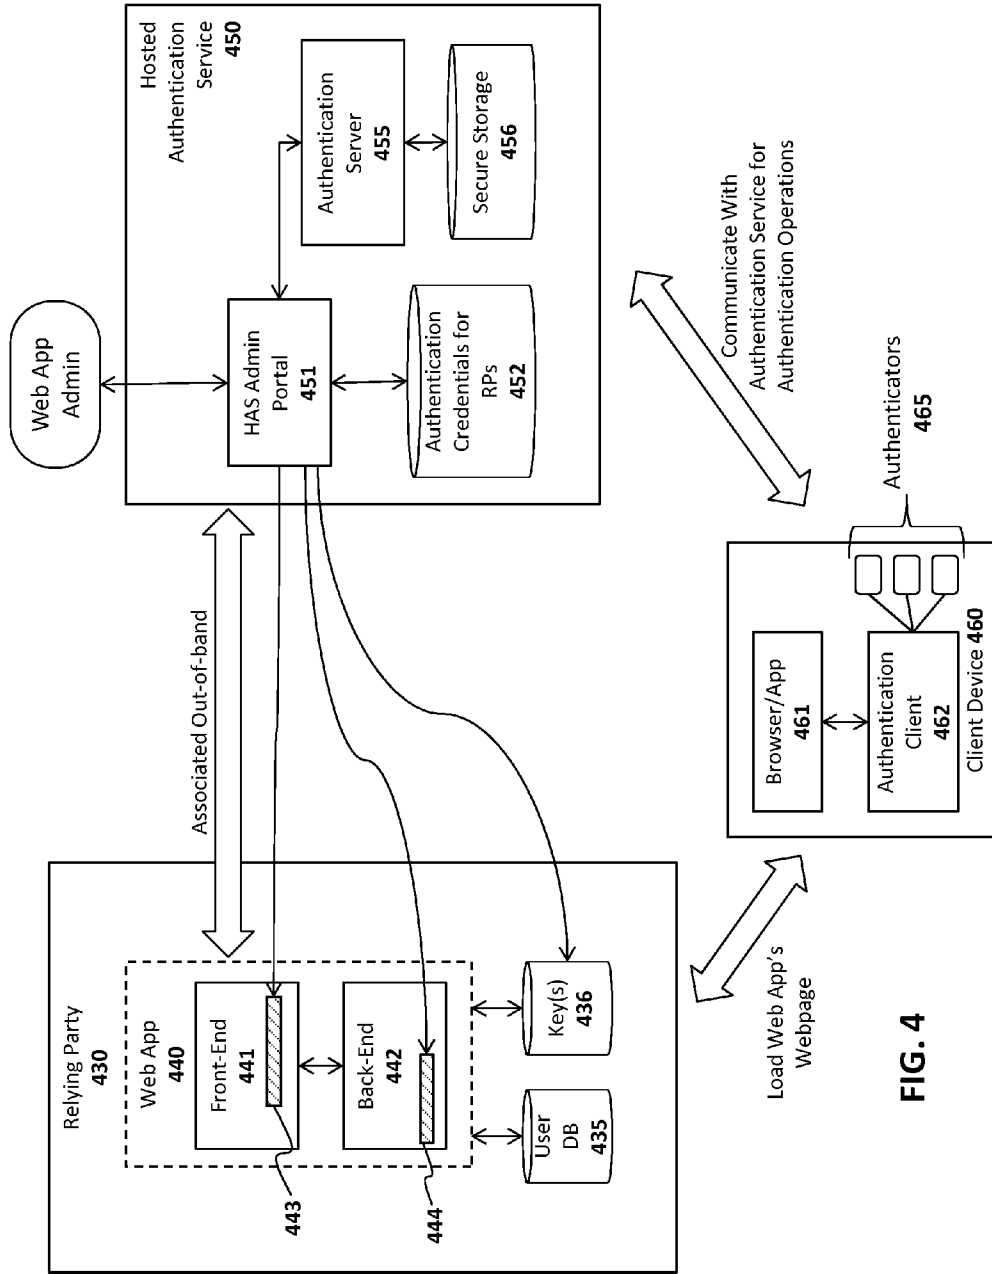 Relying Party
430
Web App
440
Front-End
441
Back-End
442
443
444
User
DB
435
Key(s)
436
Associated Out-of-band
Web App
Admin
Hosted
Authentication
Service 450
HAS Admin
Portal
451
Authentication
Server
455
Authentication
Credentials for
RPs
452
Secure Storage
456
Load Web App's
Webpage
Communicate With
Authentication Service for
Authentication Operations
Browser/App
461
Authentication
Client
462
Client Device 460
Authenticators
465
FIG. 4